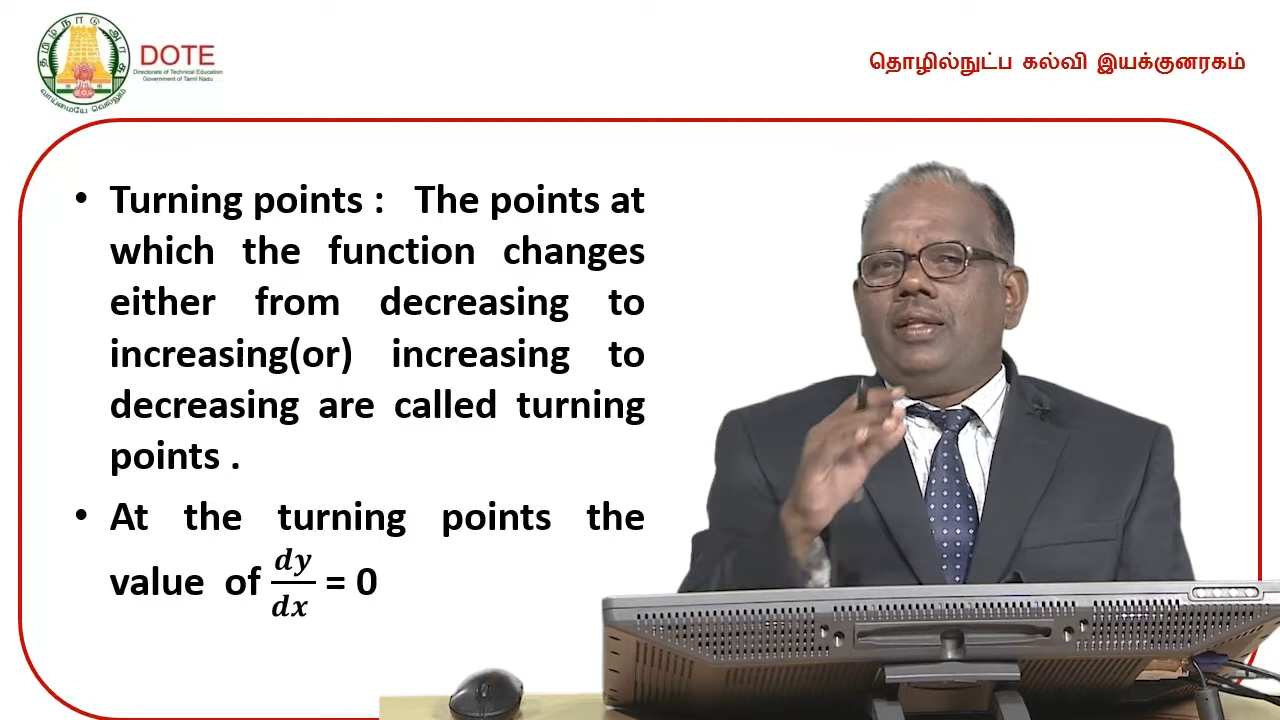 தமிழ்நாடு அரசு
வாய்மையே வெல்லும்
DOTE
Directorate of Technical Education
Government of Tamil Nadu
தொழில்நுட்ப கல்வி இயக்குனரகம்
• Turning points : The points at
which the function changes
either from decreasing to
increasing(or) increasing to
decreasing are called turning
points .
• At the turning points the
value of dy/dx = 0